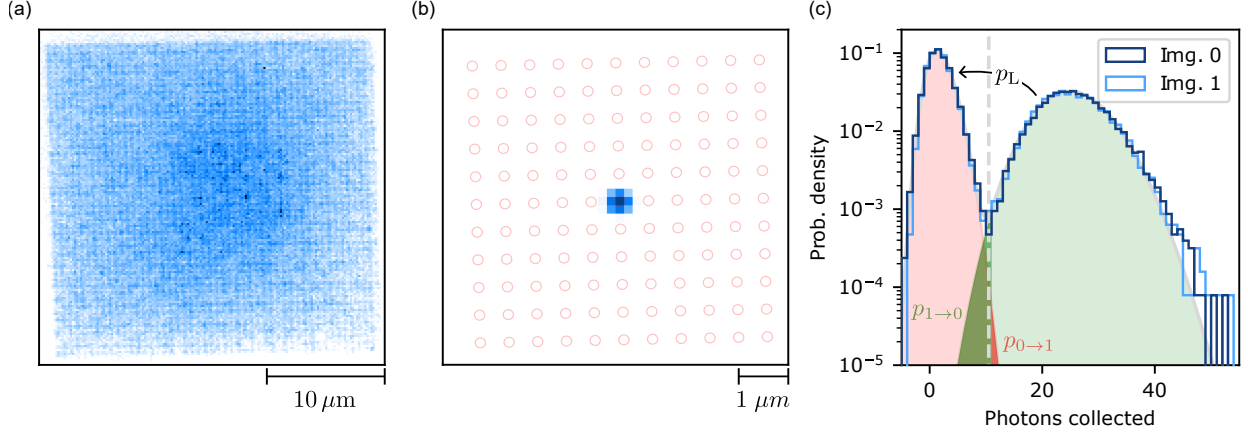 (a)
10 μm
(b)
1 μm
(c)
Prob. density
10⁻¹
10⁻²
10⁻³
10⁻⁴
10⁻⁵
Img. 0
Img. 1
p_L
p_{1→0}
p_{0→1}
0
20
40
Photons collected